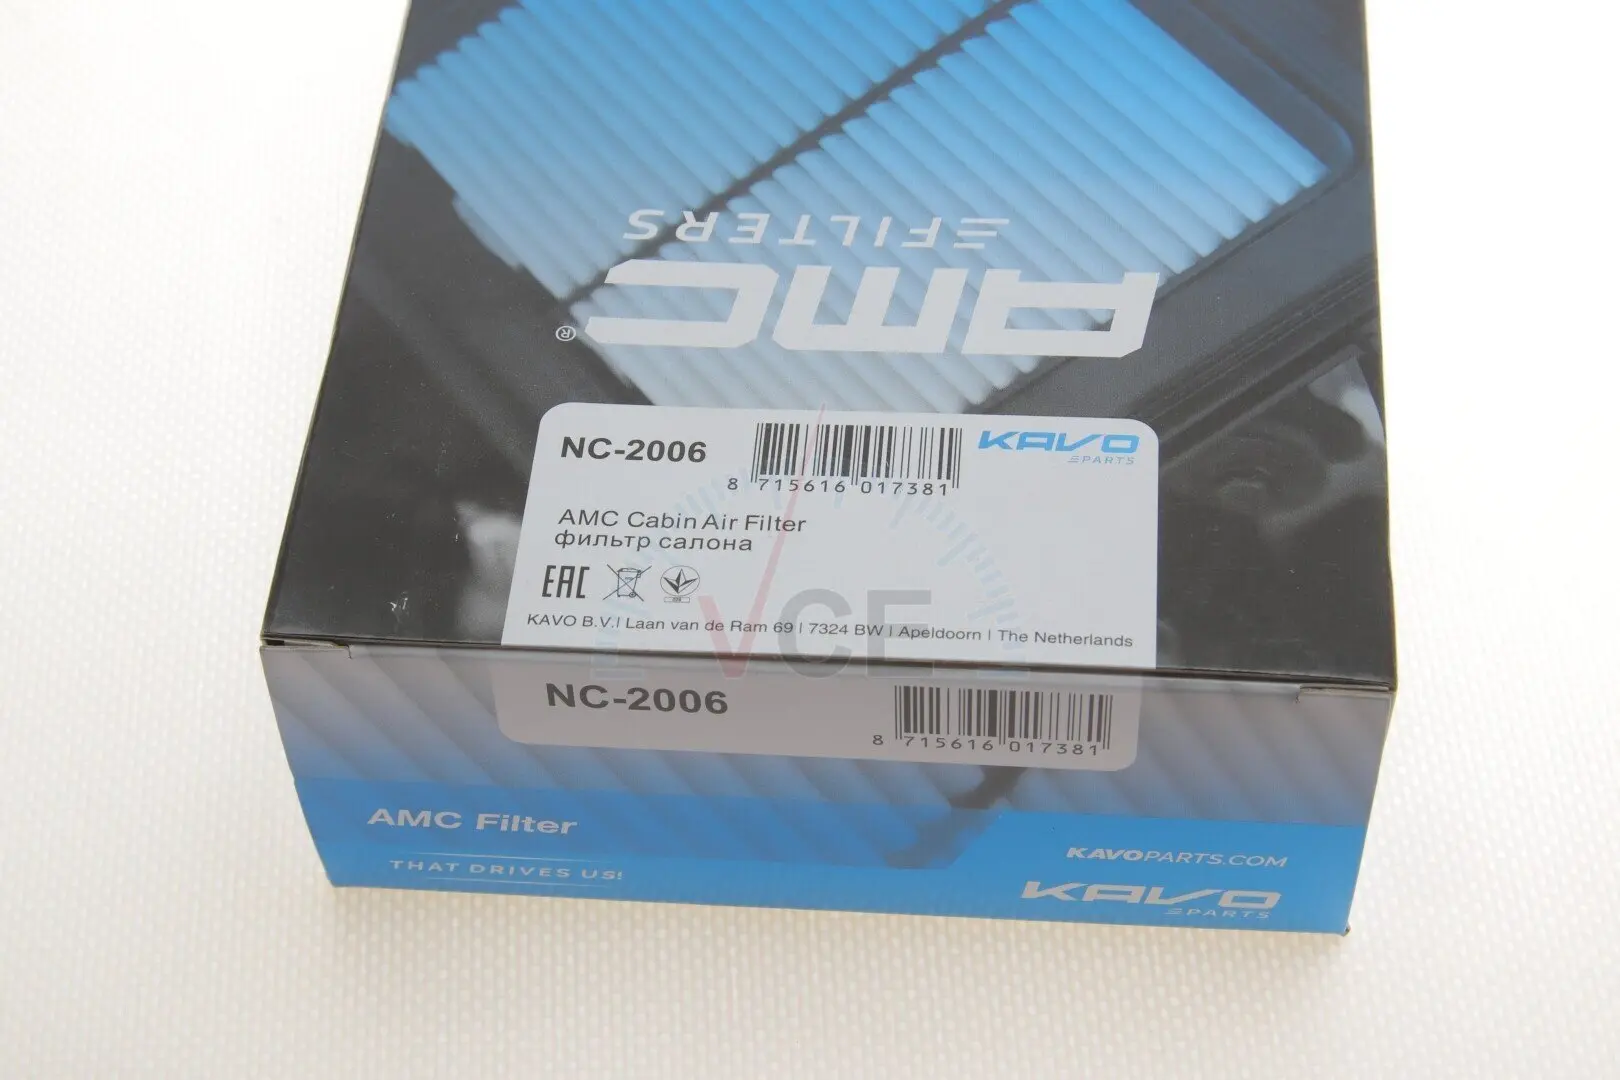 FILTERS
AMC®
NC-2006
8 715616 017381
KAVO
PARTS
AMC Cabin Air Filter
фильтр салона
EAC
KAVO B.V.| Laan van de Ram 69 | 7324 BW | Apeldoorn | The Netherlands
VCE
NC-2006
8 715616 017381
AMC Filter
THAT DRIVES US!
KAVOPARTS.COM
KAVO
PARTS